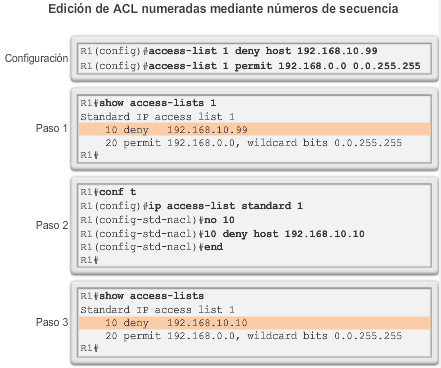 Edición de ACL numeradas mediante números de secuencia
Configuración
R1(config)#access-list 1 deny host 192.168.10.99
R1(config)#access-list 1 permit 192.168.0.0 0.0.255.255
Paso 1
R1#show access-lists 1
Standard IP access list 1
10 deny 192.168.10.99
20 permit 192.168.0.0, wildcard bits 0.0.255.255
R1#
Paso 2
R1#conf t
R1(config)#ip access-list standard 1
R1(config-std-nacl)#no 10
R1(config-std-nacl)#10 deny host 192.168.10.10
R1(config-std-nacl)#end
R1#
Paso 3
R1#show access-lists
Standard IP access list 1
10 deny 192.168.10.10
20 permit 192.168.0.0, wildcard bits 0.0.255.255
R1#